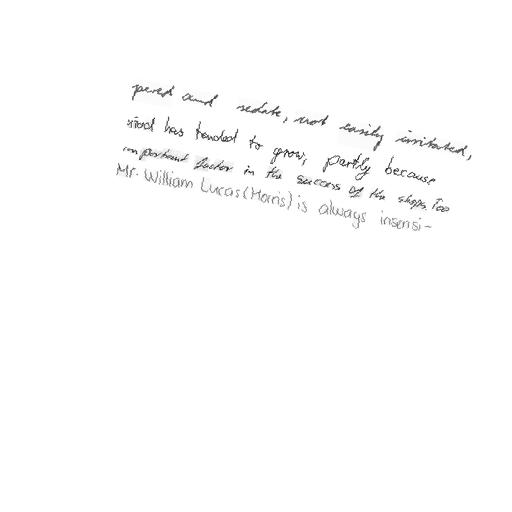 pered and sedate, not easily irritated,
has tended to grow, partly because
important factor in the success of the shops. Too
Mr. William Lucas (Harris) is always insensi-